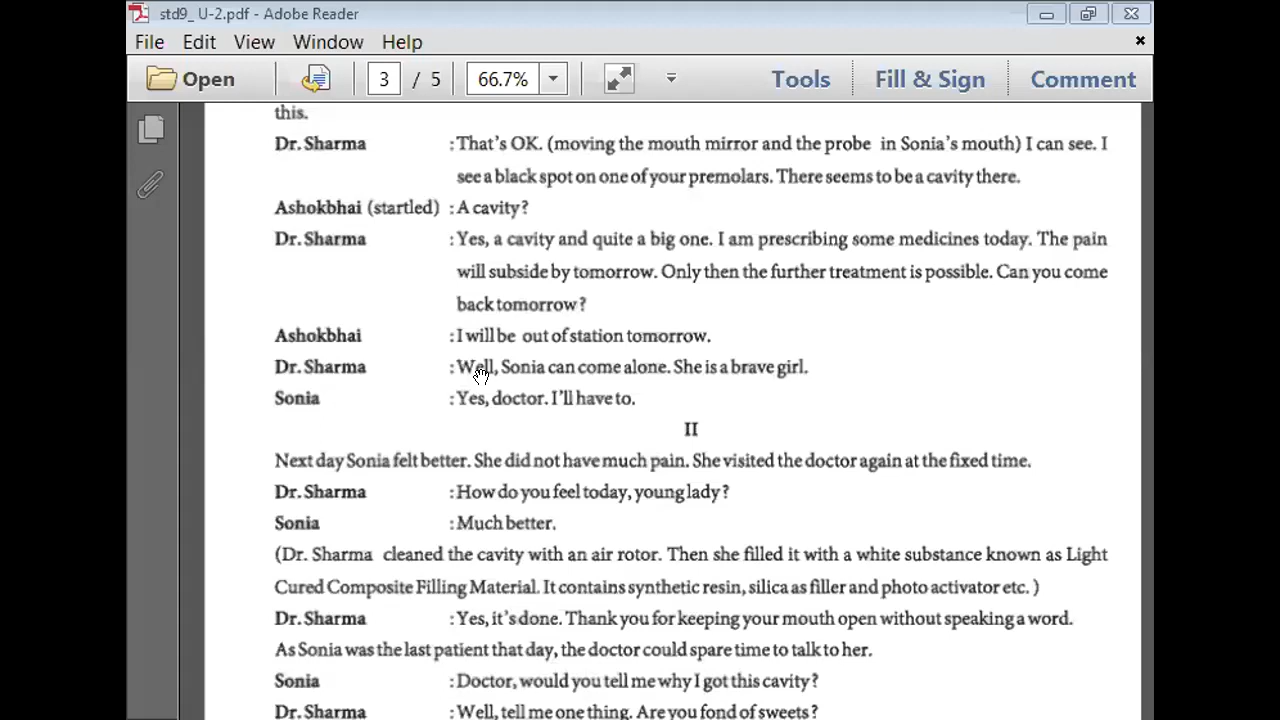 std9_ U-2.pdf - Adobe Reader
File Edit View Window Help
Open 3 / 5 66.7% Tools Fill & Sign Comment
this.
Dr. Sharma : That's OK. (moving the mouth mirror and the probe in Sonia's mouth) I can see. I
see a black spot on one of your premolars. There seems to be a cavity there.
Ashokbhai (startled) : A cavity?
Dr. Sharma : Yes, a cavity and quite a big one. I am prescribing some medicines today. The pain
will subside by tomorrow. Only then the further treatment is possible. Can you come
back tomorrow?
Ashokbhai : I will be out of station tomorrow.
Dr. Sharma : Well, Sonia can come alone. She is a brave girl.
Sonia : Yes, doctor. I'll have to.
II
Next day Sonia felt better. She did not have much pain. She visited the doctor again at the fixed time.
Dr. Sharma : How do you feel today, young lady?
Sonia : Much better.
(Dr. Sharma cleaned the cavity with an air rotor. Then she filled it with a white substance known as Light
Cured Composite Filling Material. It contains synthetic resin, silica as filler and photo activator etc. )
Dr. Sharma : Yes, it's done. Thank you for keeping your mouth open without speaking a word.
As Sonia was the last patient that day, the doctor could spare time to talk to her.
Sonia : Doctor, would you tell me why I got this cavity?
Dr. Sharma : Well, tell me one thing. Are you fond of sweets?